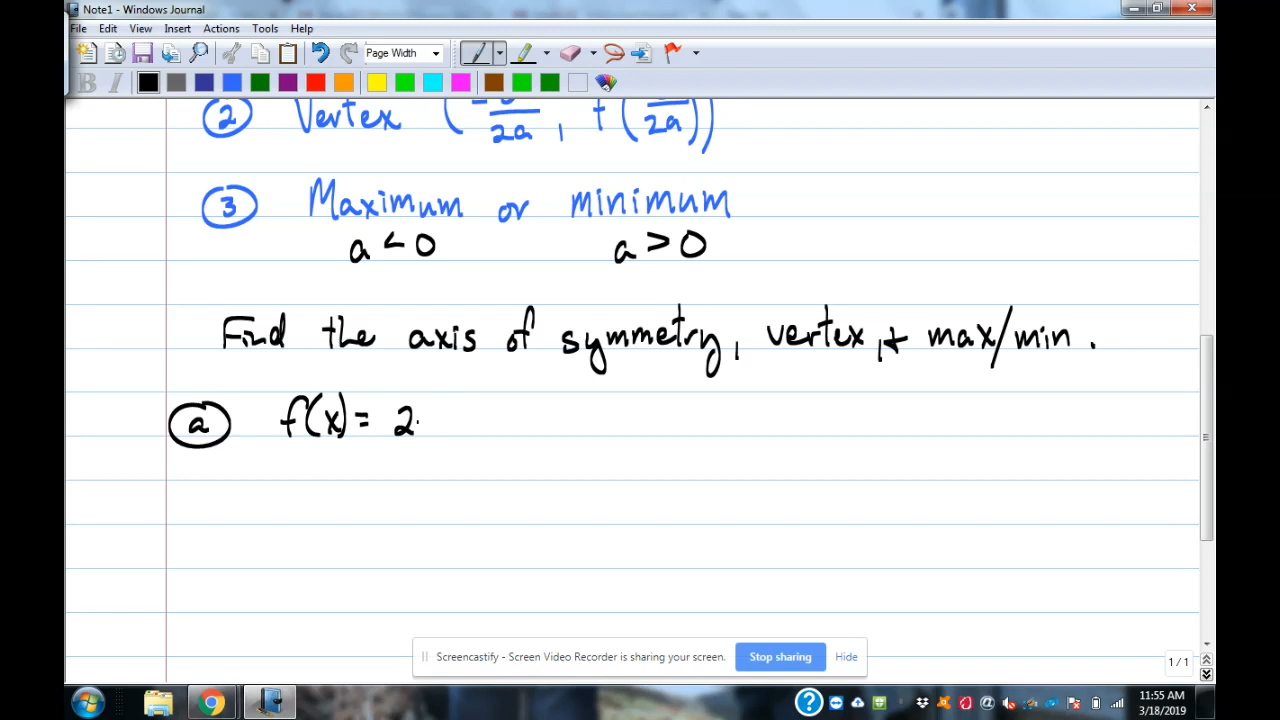 Note1 - Windows Journal
File Edit View Insert Actions Tools Help
Page Width
B I
② Vertex ( -b/2a , f( /2a))
③ Maximum or minimum
a < 0 a > 0
Find the axis of symmetry, vertex, + max/min.
ⓐ f(x) = 2
Screencastify - Screen Video Recorder is sharing your screen. Stop sharing Hide
1 / 1
11:55 AM
3/18/2019